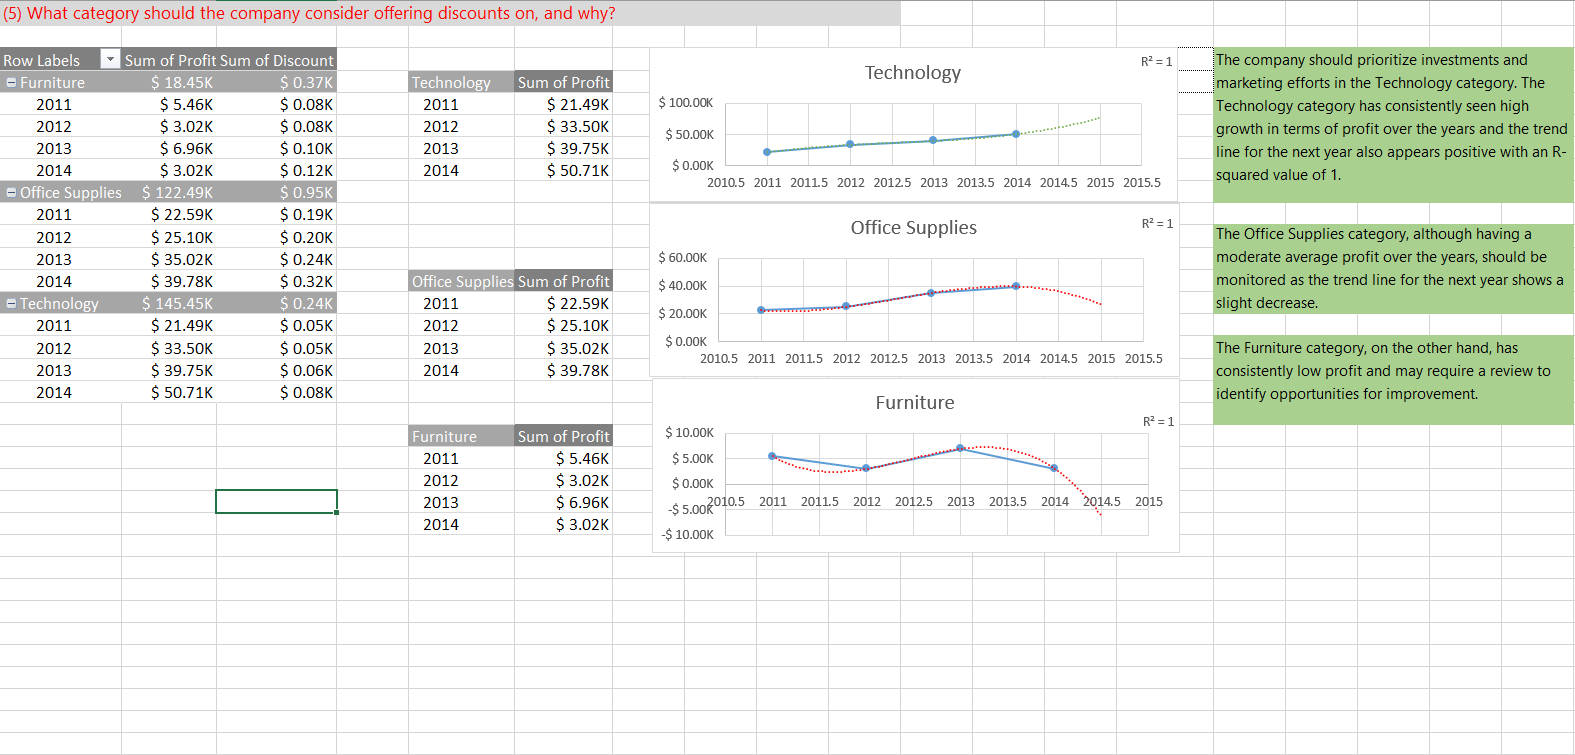 (5) What category should the company consider offering discounts on, and why?
Row Labels Sum of Profit Sum of Discount
Furniture $ 18.45K $ 0.37K
2011 $ 5.46K $ 0.08K
2012 $ 3.02K $ 0.08K
2013 $ 6.96K $ 0.10K
2014 $ 3.02K $ 0.12K
Office Supplies $ 122.49K $ 0.95K
2011 $ 22.59K $ 0.19K
2012 $ 25.10K $ 0.20K
2013 $ 35.02K $ 0.24K
2014 $ 39.78K $ 0.32K
Technology $ 145.45K $ 0.24K
2011 $ 21.49K $ 0.05K
2012 $ 33.50K $ 0.05K
2013 $ 39.75K $ 0.06K
2014 $ 50.71K $ 0.08K
Technology Sum of Profit
2011 $ 21.49K
2012 $ 33.50K
2013 $ 39.75K
2014 $ 50.71K
Office Supplies Sum of Profit
2011 $ 22.59K
2012 $ 25.10K
2013 $ 35.02K
2014 $ 39.78K
Furniture Sum of Profit
2011 $ 5.46K
2012 $ 3.02K
2013 $ 6.96K
2014 $ 3.02K
R² = 1
Technology
$ 100.00K
$ 50.00K
$ 0.00K
2010.5 2011 2011.5 2012 2012.5 2013 2013.5 2014 2014.5 2015 2015.5
R² = 1
Office Supplies
$ 60.00K
$ 40.00K
$ 20.00K
$ 0.00K
2010.5 2011 2011.5 2012 2012.5 2013 2013.5 2014 2014.5 2015 2015.5
Furniture
R² = 1
$ 10.00K
$ 5.00K
$ 0.00K
2010.5 2011 2011.5 2012 2012.5 2013 2013.5 2014 2014.5 2015
-$ 5.00K
-$ 10.00K
The company should prioritize investments and
marketing efforts in the Technology category. The
Technology category has consistently seen high
growth in terms of profit over the years and the trend
line for the next year also appears positive with an R-
squared value of 1.
The Office Supplies category, although having a
moderate average profit over the years, should be
monitored as the trend line for the next year shows a
slight decrease.
The Furniture category, on the other hand, has
consistently low profit and may require a review to
identify opportunities for improvement.